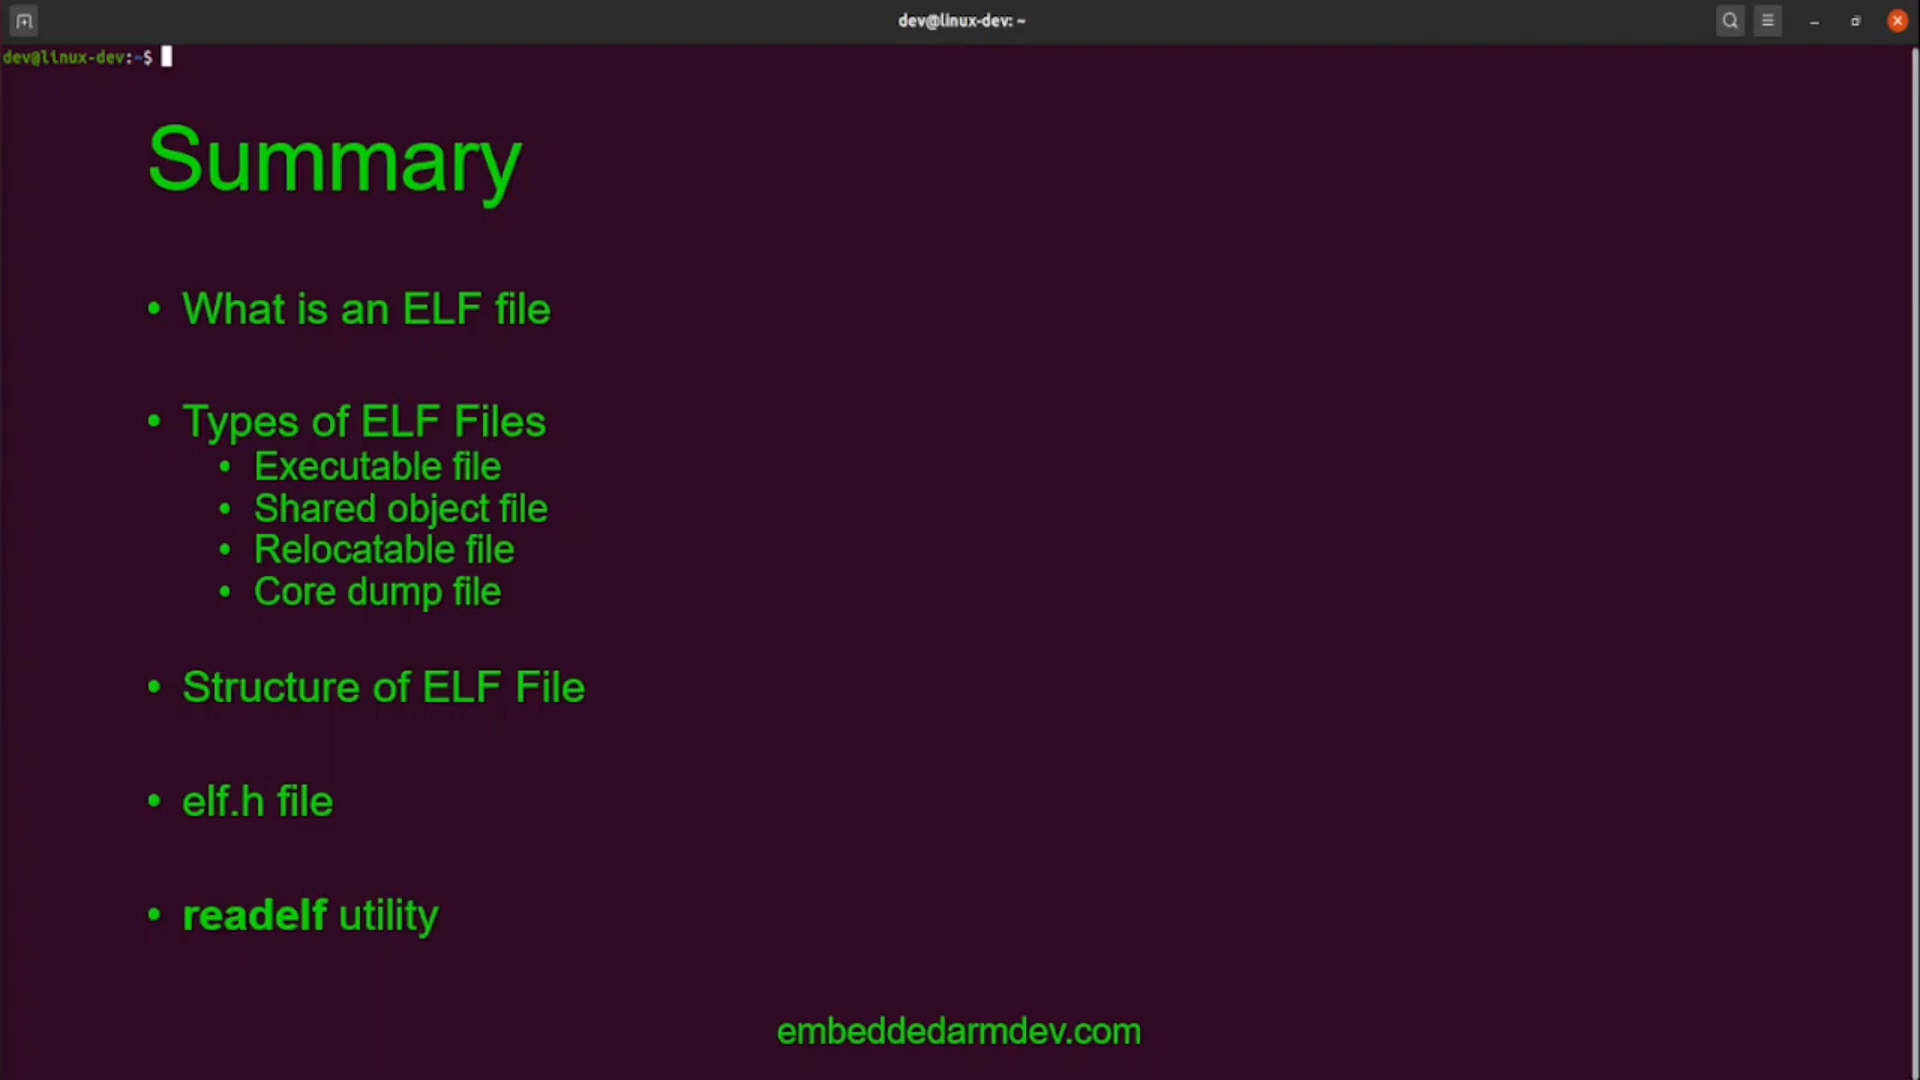 dev@linux-dev: ~
dev@linux-dev:~$
Summary
• What is an ELF file
• Types of ELF Files
• Executable file
• Shared object file
• Relocatable file
• Core dump file
• Structure of ELF File
• elf.h file
• readelf utility
embeddedarmdev.com